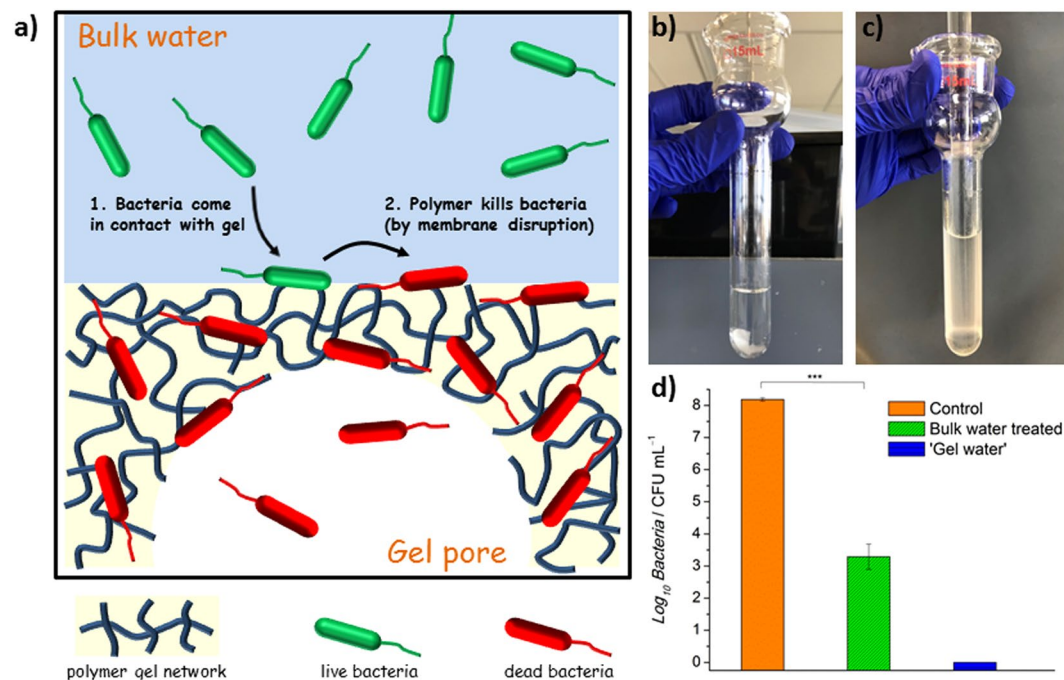 a)
Bulk water
1. Bacteria come
in contact with gel
2. Polymer kills bacteria
(by membrane disruption)
Gel pore
polymer gel network
live bacteria
dead bacteria
b)
15mL
c)
15mL
d)
***
Control
Bulk water treated
'Gel water'
Log10 Bacteria / CFU mL⁻¹
8
7
6
5
4
3
2
1
0